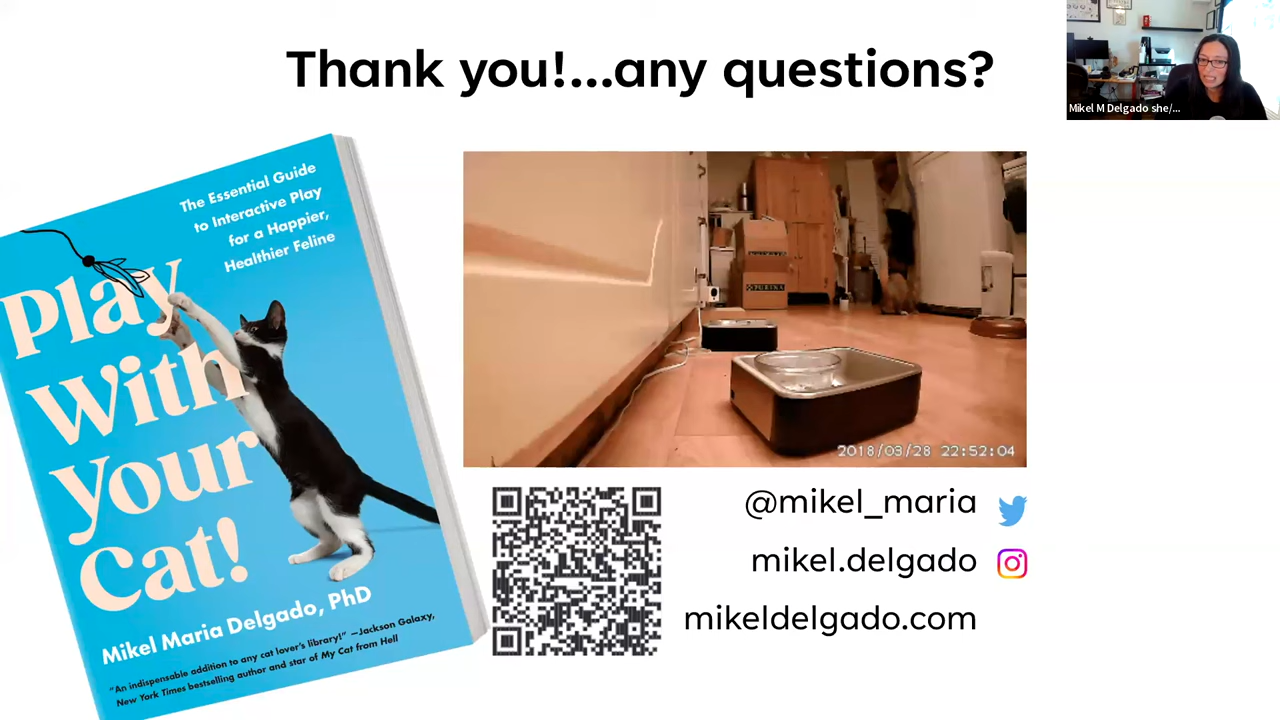 Thank you!...any questions?
Mikel M Delgado she/...
The Essential Guide
to Interactive Play
for a Happier,
Healthier Feline
Play
With
your
Cat!
Mikel Maria Delgado, PhD
"An indispensable addition to any cat lover's library!" —Jackson Galaxy,
New York Times bestselling author and star of My Cat from Hell
PURINA
2018/03/28 22:52:04
@mikel_maria
mikel.delgado
mikeldelgado.com